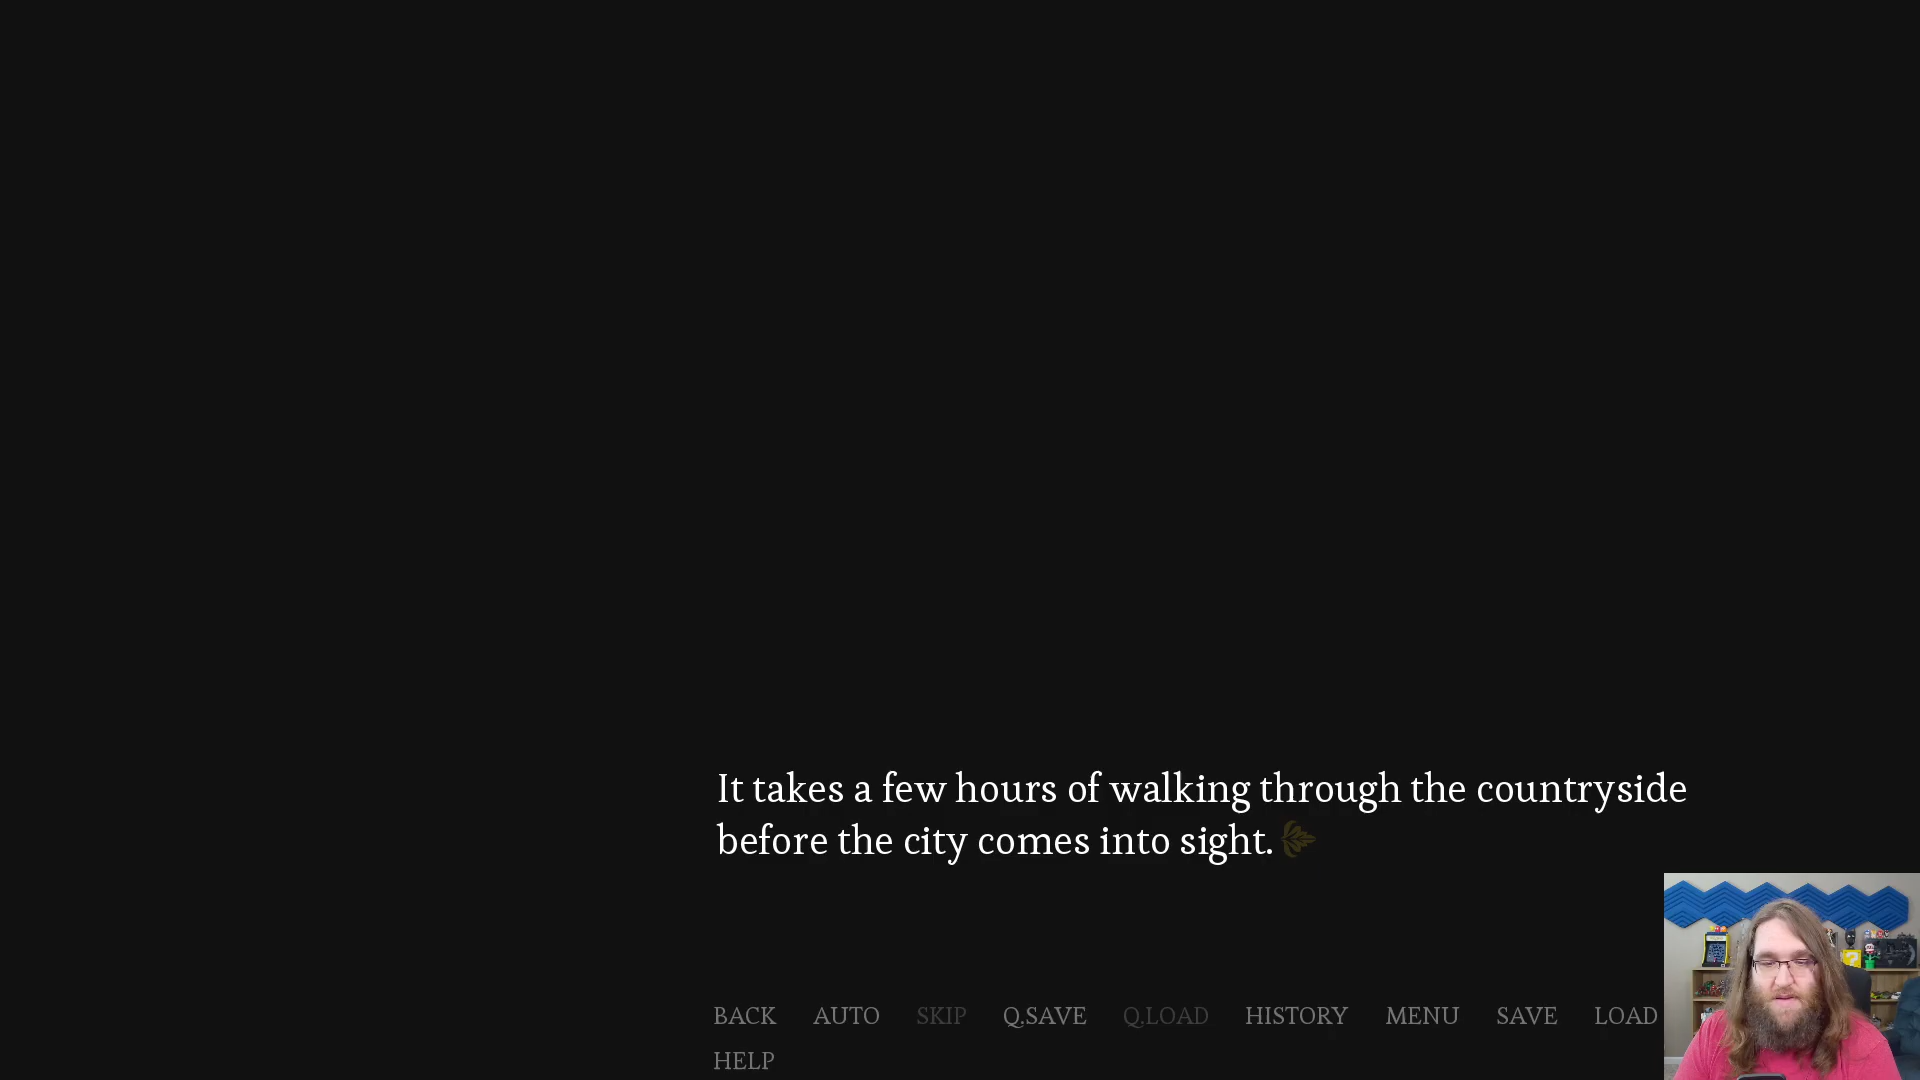 It takes a few hours of walking through the countryside
before the city comes into sight.
BACK AUTO SKIP Q.SAVE Q.LOAD HISTORY MENU SAVE LOAD
HELP